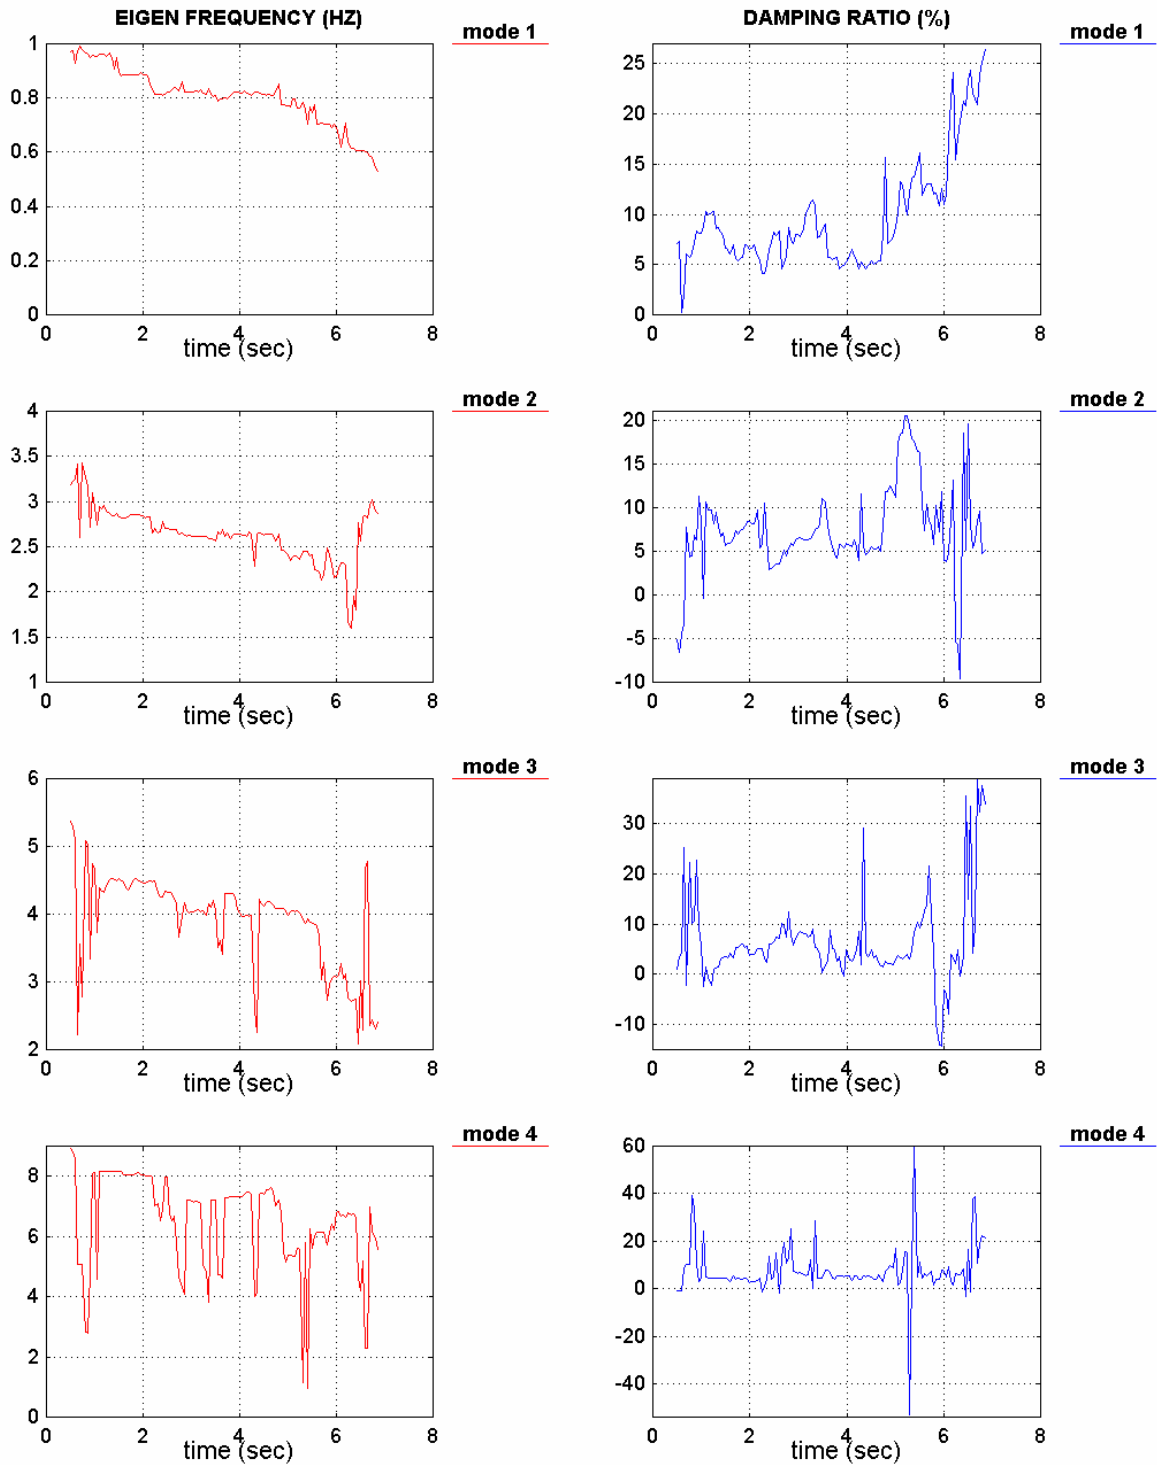 EIGEN FREQUENCY (HZ)
DAMPING RATIO (%)
mode 1
mode 1
1
0.8
0.6
0.4
0.2
0
0 2 4 6 8
time (sec)
25
20
15
10
5
0
0 2 4 6 8
time (sec)
mode 2
mode 2
4
3.5
3
2.5
2
1.5
1
0 2 4 6 8
time (sec)
20
15
10
5
0
-5
-10
0 2 4 6 8
time (sec)
mode 3
mode 3
6
5
4
3
2
0 2 4 6 8
time (sec)
30
20
10
0
-10
0 2 4 6 8
time (sec)
mode 4
mode 4
8
6
4
2
0
0 2 4 6 8
time (sec)
60
40
20
0
-20
-40
0 2 4 6 8
time (sec)